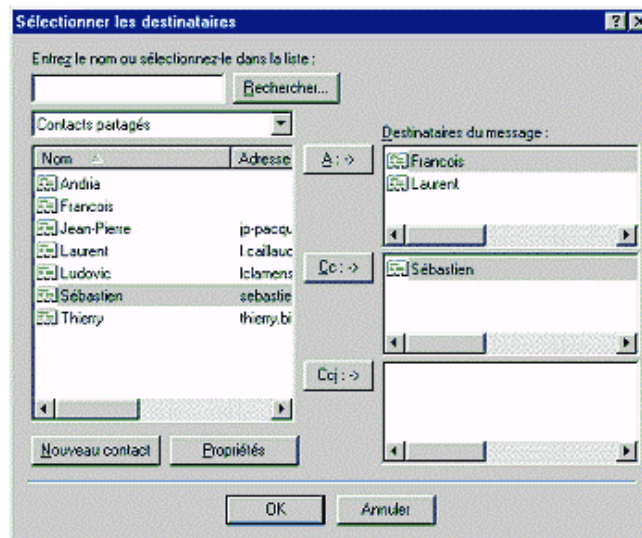 Sélectionner les destinataires
Entrez le nom ou sélectionnez-le dans la liste :
Rechercher...
Contacts partagés
Destinataires du message :
Nom Adresse
A : ->
Francois
Laurent
Andria
Francois
Jean-Pierre jp-pacqu
Laurent l.caillauc
Ludovic lclamens
Sébastien sebastie
Thierry thierry.bi
Cc : ->
Sébastien
Cci : ->
Nouveau contact Propriétés
OK Annuler